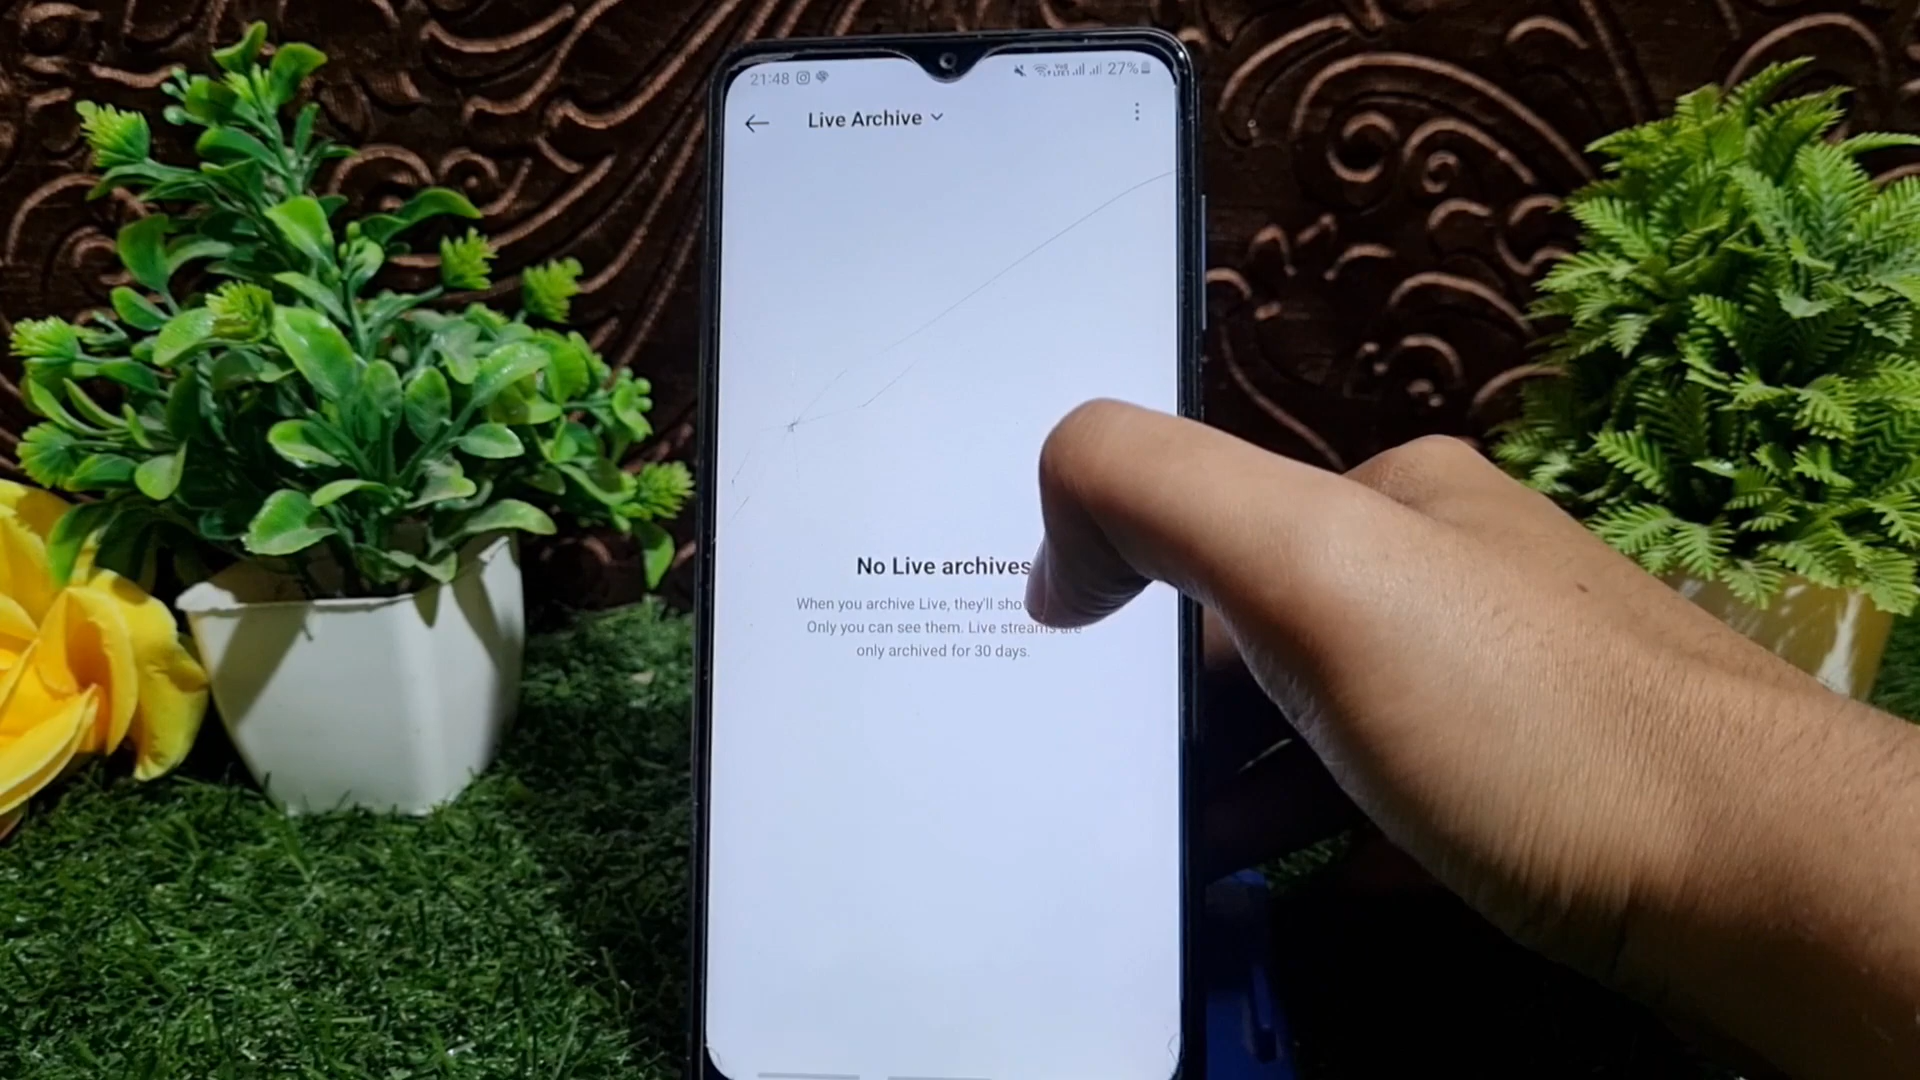 21:48
27%
Live Archive
No Live archives
When you archive Live, they'll
Only you can see them. Live streams are
only archived for 30 days.